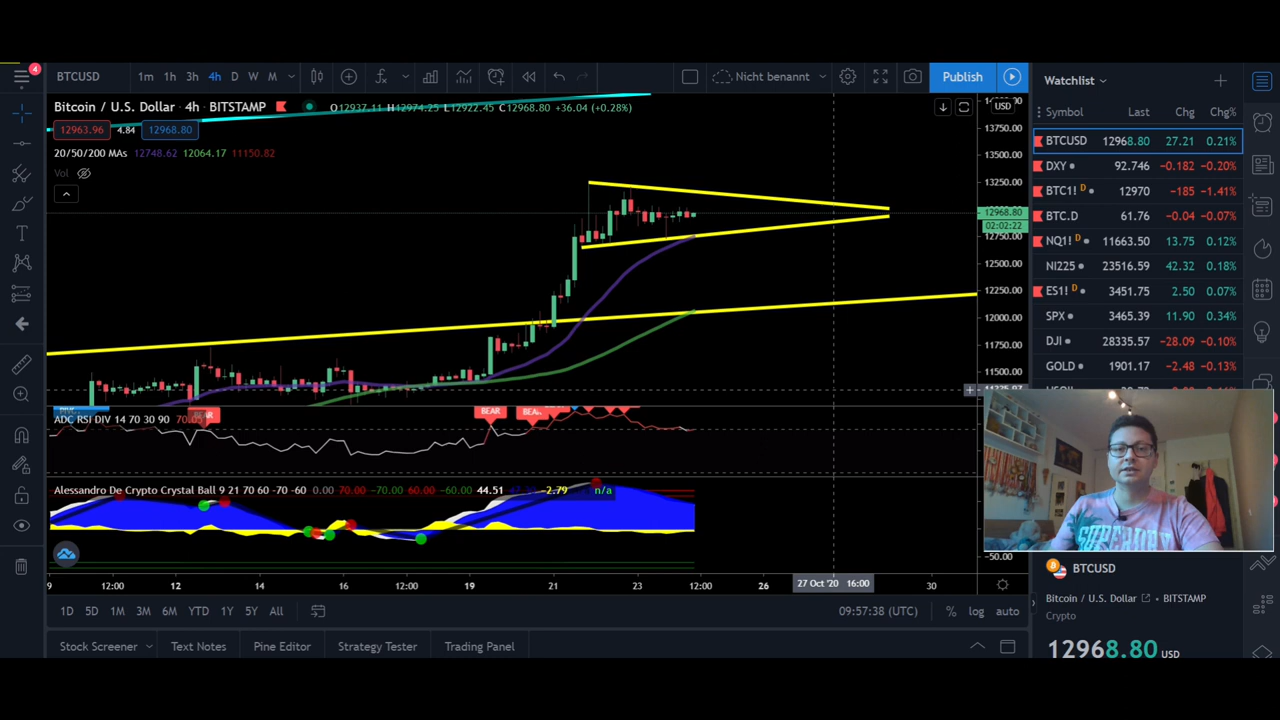 4
BTCUSD 1m 1h 3h 4h D W M Nicht benannt Publish
Bitcoin / U.S. Dollar · 4h · BITSTAMP O12937.11 H12974.25 L12922.45 C12968.80 +36.04 (+0.28%)
12963.96 4.84 12968.80
20/50/200 MAs 12748.62 12064.17 11150.82
Vol
USD
13750.00
13500.00
13250.00
12968.80
02:02:22
12750.00
12500.00
12250.00
12000.00
11750.00
11500.00
ADC RSI DIV 14 70 30 90
BEAR
BEAR
Alessandro De Crypto Crystal Ball 9 21 70 60 -70 -60 0.00 70.00 -70.00 60.00 -60.00 44.51 -2.79 n/a
-50.00
9 12:00 12 14 16 12:00 19 21 23 12:00 26 27 Oct '20 16:00 30
1D 5D 1M 3M 6M YTD 1Y 5Y All 09:57:38 (UTC) % log auto
Stock Screener Text Notes Pine Editor Strategy Tester Trading Panel
Watchlist
Symbol Last Chg Chg%
BTCUSD 12968.80 27.21 0.21%
DXY 92.746 -0.182 -0.20%
BTC1! D 12970 -185 -1.41%
BTC.D 61.76 -0.04 -0.07%
NQ1! D 11663.50 13.75 0.12%
NI225 23516.59 42.32 0.18%
ES1! D 3451.75 2.50 0.07%
SPX 3465.39 11.90 0.34%
DJI 28335.57 -28.09 -0.10%
GOLD 1901.17 -2.48 -0.13%
SUPERDRY
BTCUSD
Bitcoin / U.S. Dollar · BITSTAMP
Crypto
12968.80 USD